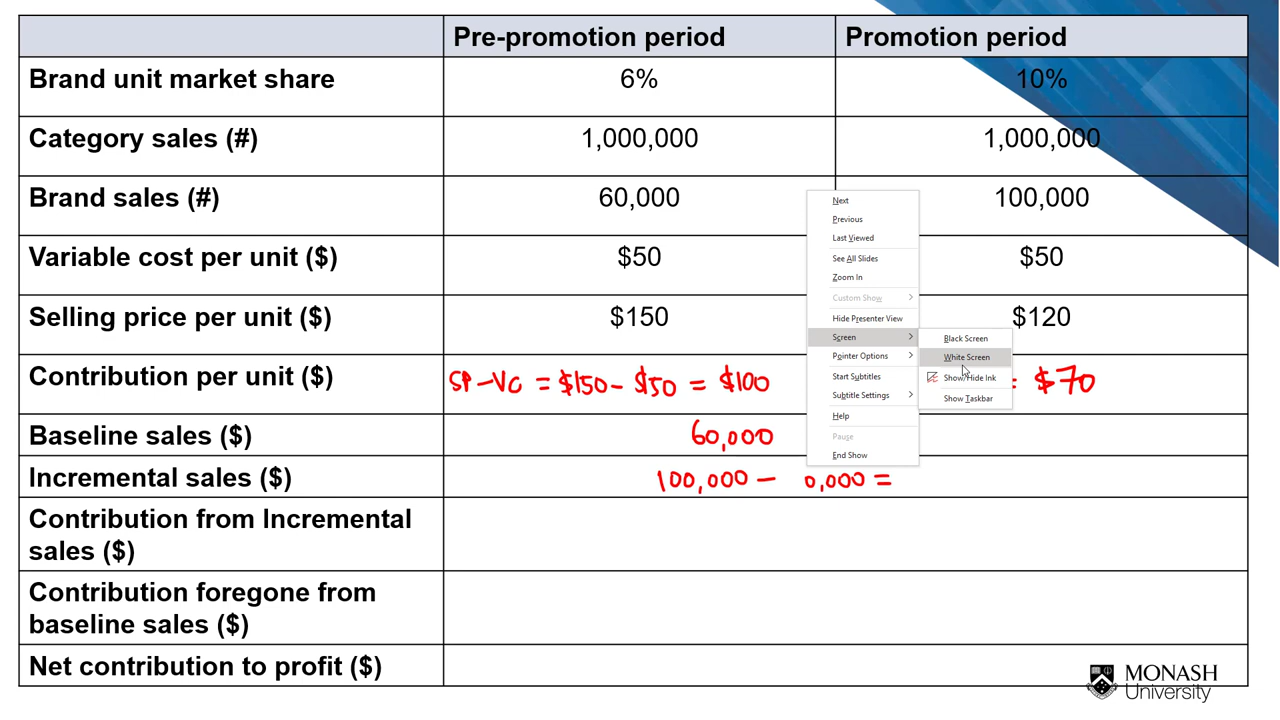 Pre-promotion period Promotion period
Brand unit market share 6% 10%
Category sales (#) 1,000,000 1,000,000
Brand sales (#) 60,000 100,000
Variable cost per unit ($) $50 $50
Selling price per unit ($) $150 $120
Contribution per unit ($) SP-VC = $150- $50 = $100 = $70
Baseline sales ($) 60,000
Incremental sales ($) 100,000 - 0,000 =
Contribution from Incremental
sales ($)
Contribution foregone from
baseline sales ($)
Net contribution to profit ($)
Next
Previous
Last Viewed
See All Slides
Zoom In
Custom Show
Hide Presenter View
Screen
Pointer Options
Start Subtitles
Subtitle Settings
Help
Pause
End Show
Black Screen
White Screen
Show/Hide Ink
Show Taskbar
MONASH
University